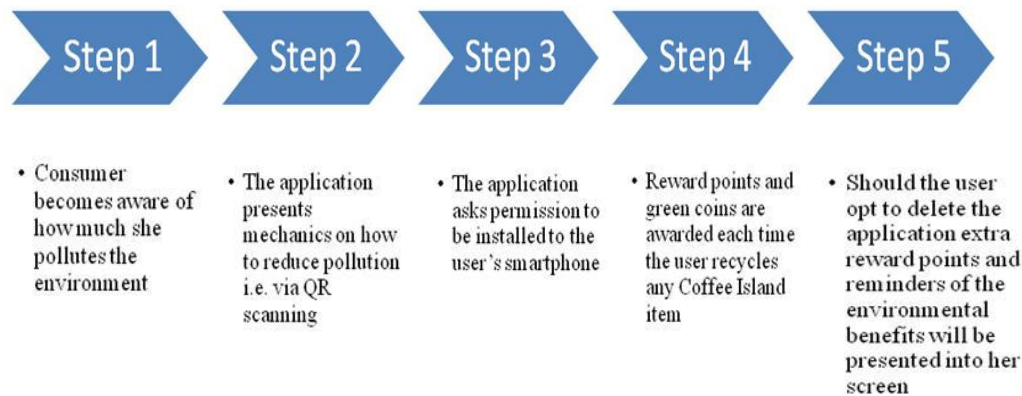 Step 1
Step 2
Step 3
Step 4
Step 5
• Consumer
becomes aware of
how much she
pollutes the
environment
• The application
presents
mechanics on how
to reduce pollution
i.e. via QR
scanning
• The application
asks permission to
be installed to the
user's smartphone
• Reward points and
green coins are
awarded each time
the user recycles
any Coffee Island
item
• Should the user
opt to delete the
application extra
reward points and
reminders of the
environmental
benefits will be
presented into her
screen